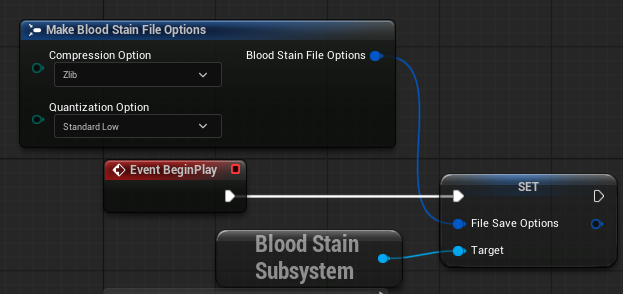 Make Blood Stain File Options
Compression Option
Blood Stain File Options
Zlib
Quantization Option
Standard Low
Event BeginPlay
SET
File Save Options
Blood Stain
Subsystem
Target